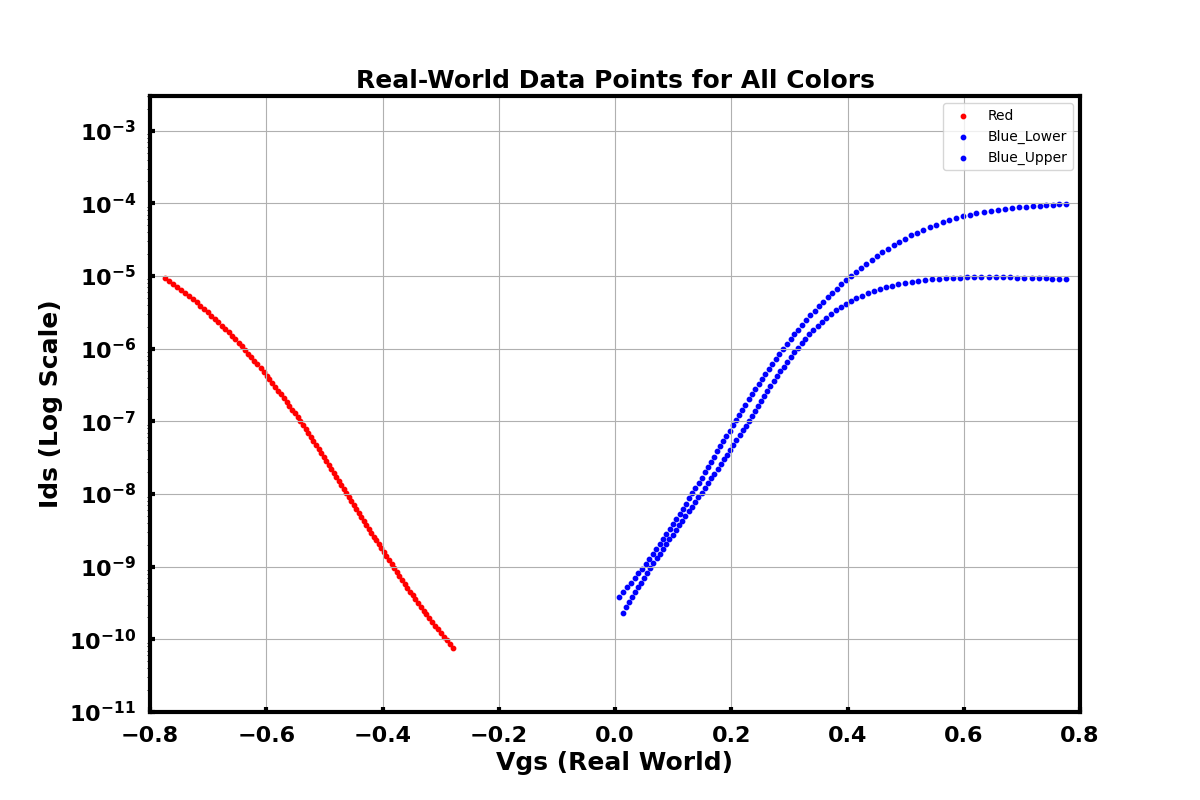 Real-World Data Points for All Colors
Red
Blue_Lower
Blue_Upper
10⁻³
10⁻⁴
10⁻⁵
10⁻⁶
10⁻⁷
10⁻⁸
10⁻⁹
10⁻¹⁰
10⁻¹¹
Ids (Log Scale)
−0.8 −0.6 −0.4 −0.2 0.0 0.2 0.4 0.6 0.8
Vgs (Real World)